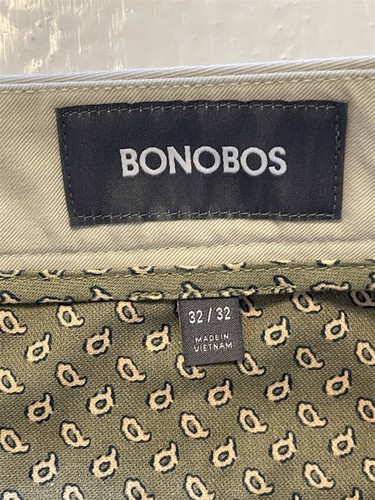 BONOBOS
32 / 32
MADE IN
VIETNAM